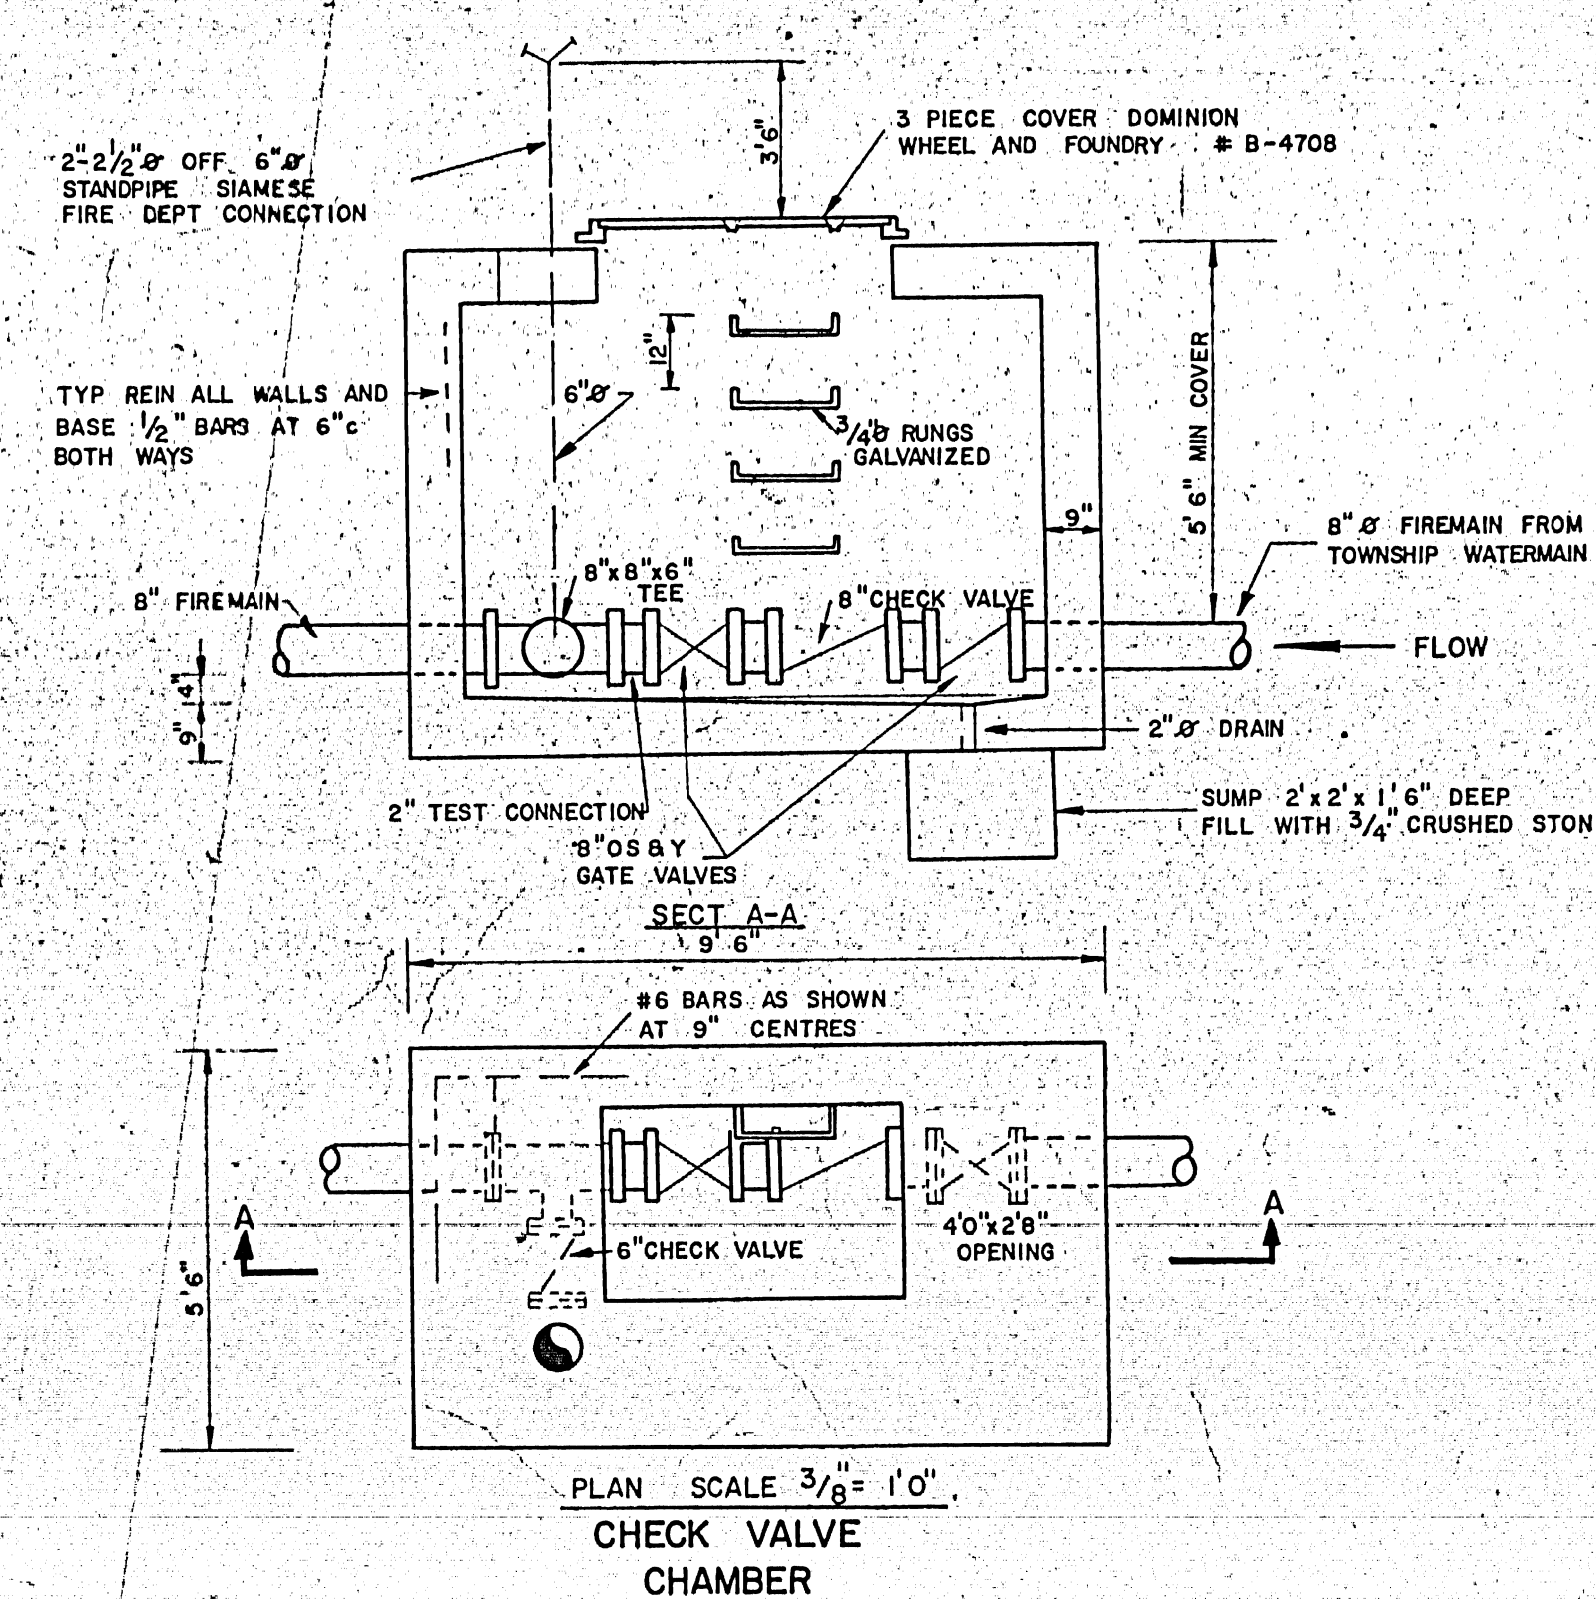 3'6"
3 PIECE COVER DOMINION
WHEEL AND FOUNDRY # B-4708
2"-2 1/2"Ø OFF 6"Ø
STANDPIPE SIAMESE
FIRE DEPT CONNECTION
12"
TYP REIN ALL WALLS AND
BASE 1/2" BARS AT 6"c
BOTH WAYS
6"Ø
3/4"Ø RUNGS
GALVANIZED
5'6" MIN COVER
9"
8"Ø FIREMAIN FROM
TOWNSHIP WATERMAIN
8" FIREMAIN
8"x8"x6"
TEE
8" CHECK VALVE
FLOW
4"
9"
2"Ø DRAIN
2" TEST CONNECTION
8" OS&Y
GATE VALVES
SUMP 2'x2'x1'6" DEEP
FILL WITH 3/4" CRUSHED STON
SECT A-A
9'6"
#6 BARS AS SHOWN
AT 9" CENTRES
A
A
5'6"
6" CHECK VALVE
4'0"x2'8"
OPENING
PLAN SCALE 3/8"=1'0"
CHECK VALVE
CHAMBER